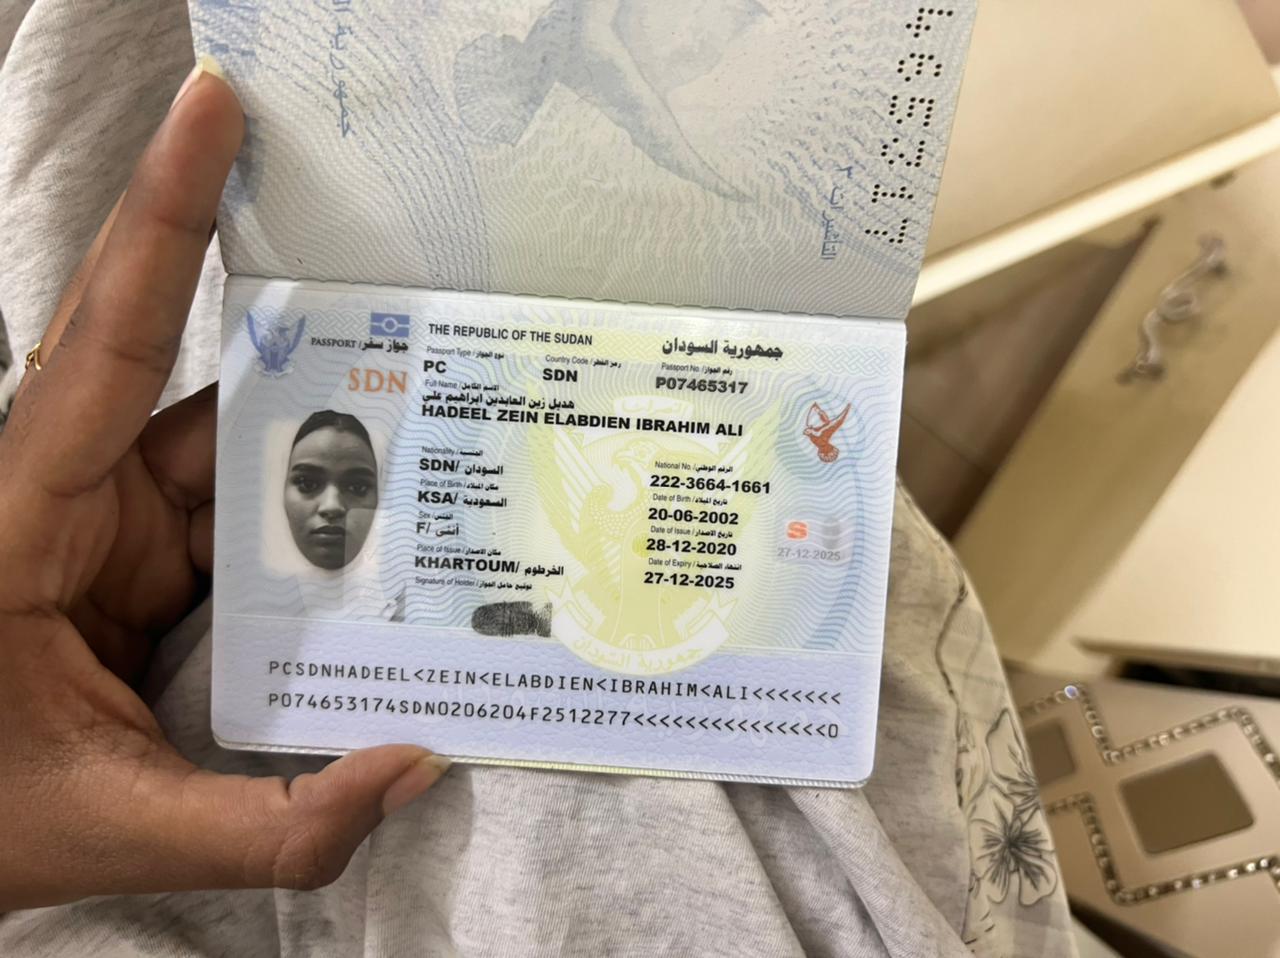 جمهورية السودان
التأشيرات ٣
THE REPUBLIC OF THE SUDAN
جمهورية السودان
PASSPORT / جواز سفر
SDN
Passport Type / نوع الجواز
Country Code / رمز القطر
Passport No. / رقم الجواز
PC
SDN
P07465317
Full Name / الاسم الكامل
هديل زين العابدين ابراهيم علي
HADEEL ZEIN ELABDIEN IBRAHIM ALI
Nationality / الجنسية
SDN/ السودان
National No. / الرقم الوطني
222-3664-1661
Place of Birth / مكان الميلاد
KSA/ السعودية
Date of Birth / تاريخ الميلاد
20-06-2002
Sex / الجنس
F/ أنثى
Date of Issue / تاريخ الاصدار
28-12-2020
Place of Issue / مكان الاصدار
KHARTOUM/ الخرطوم
Date of Expiry / انتهاء الصلاحية
27-12-2025
S
27-12-2025
Signature of Holder / توقيع حامل الجواز
جمهورية السودان
PCSDNHADEEL<ZEIN<ELABDIEN<IBRAHIM<ALI<<<<<<<
P074653174SDN0206204F2512277<<<<<<<<<<<<<<<0